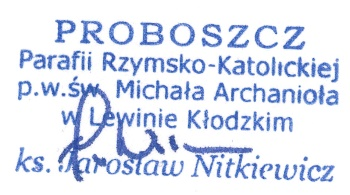 PROBOSZCZ
Parafii Rzymsko-Katolickiej
p.w.św. Michała Archanioła
w Lewinie Kłodzkim
ks. Jarosław Nitkiewicz